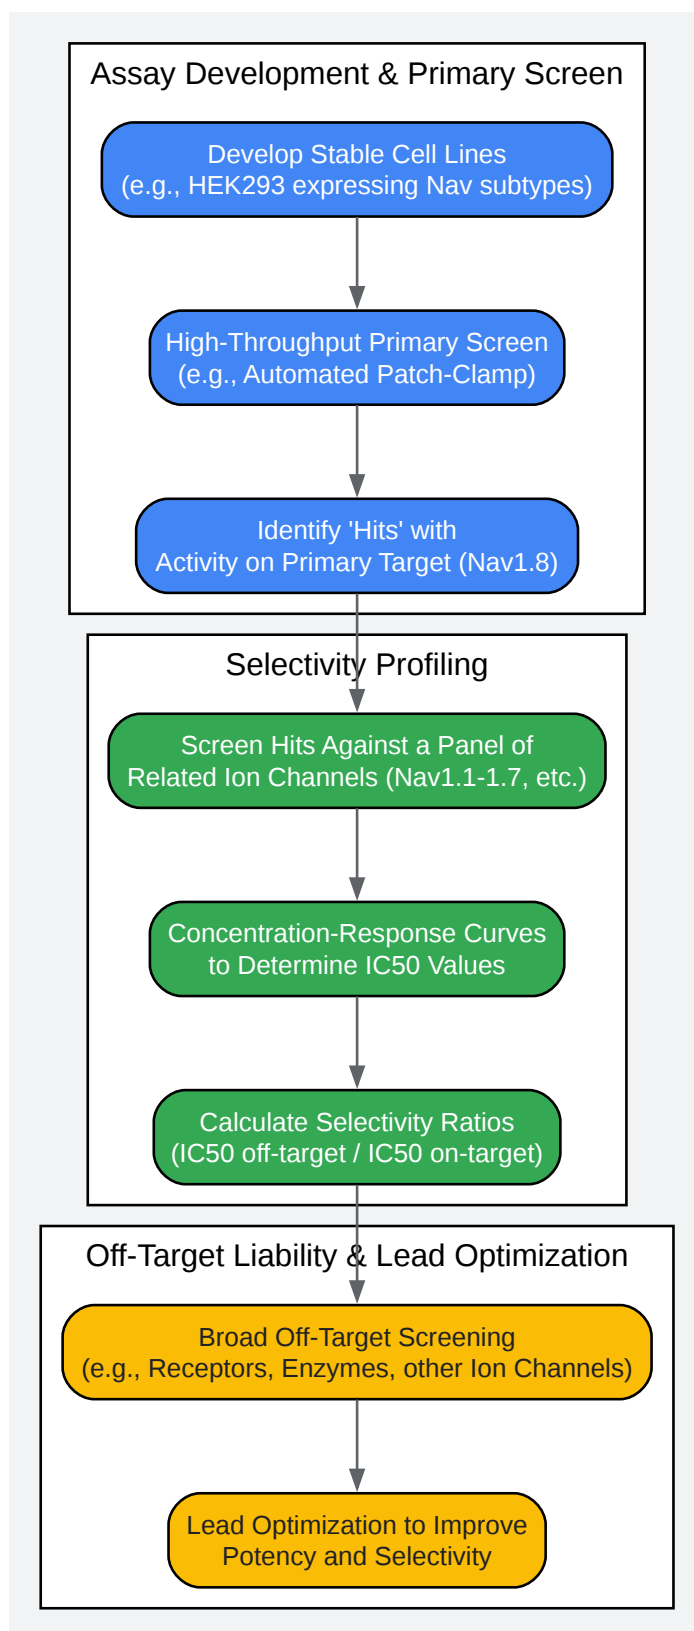 Assay Development & Primary Screen
Develop Stable Cell Lines
(e.g., HEK293 expressing Nav subtypes)
High-Throughput Primary Screen
(e.g., Automated Patch-Clamp)
Identify 'Hits' with
Activity on Primary Target (Nav1.8)
Selectivity Profiling
Screen Hits Against a Panel of
Related Ion Channels (Nav1.1-1.7, etc.)
Concentration-Response Curves
to Determine IC50 Values
Calculate Selectivity Ratios
(IC50 off-target / IC50 on-target)
Off-Target Liability & Lead Optimization
Broad Off-Target Screening
(e.g., Receptors, Enzymes, other Ion Channels)
Lead Optimization to Improve
Potency and Selectivity